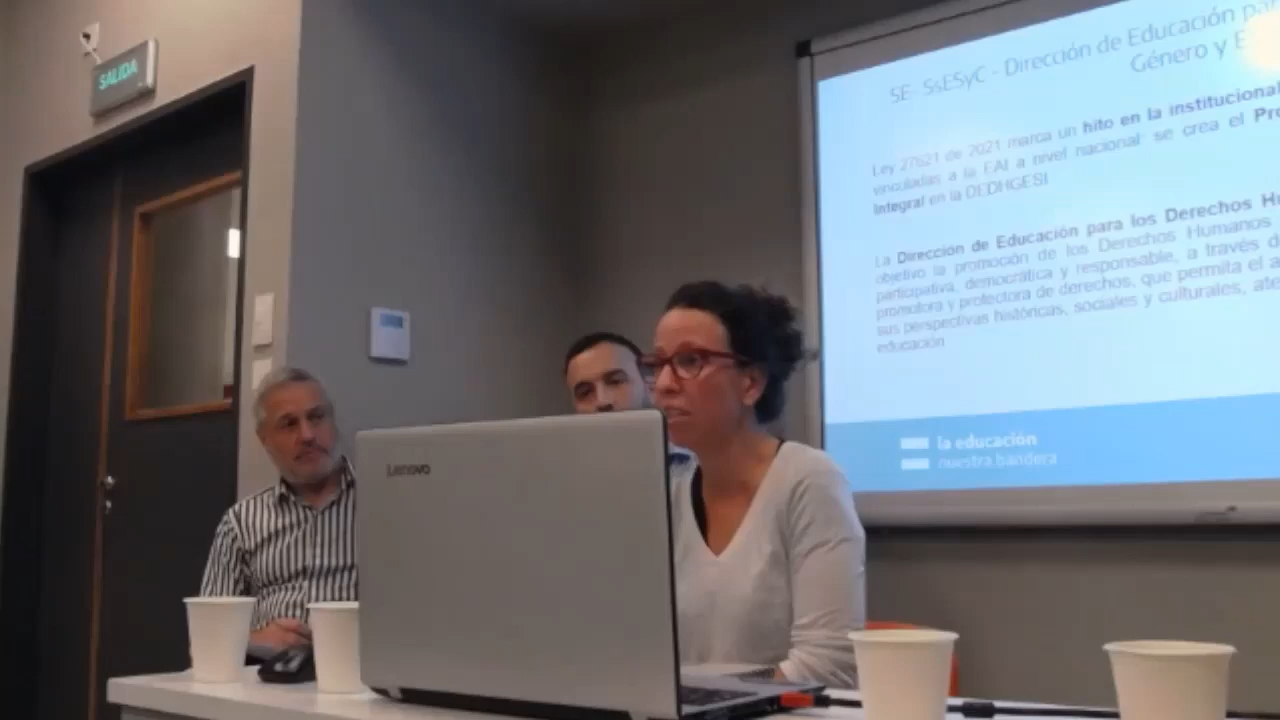 SALIDA
SE- SsESyC - Dirección de Educación par
Género y E
Ley 27621 de 2021 marca un hito en la institucional
vinculadas a la EAI a nivel nacional: se crea el Pro
Integral en la DEDHGESI
La Dirección de Educación para los Derechos Hu
objetivo la promoción de los Derechos Humanos
participativa, democrática y responsable, a través d
promotora y protectora de derechos, que permita el a
sus perspectivas históricas, sociales y culturales, ate
educación
la educación
nuestra bandera
Lenovo